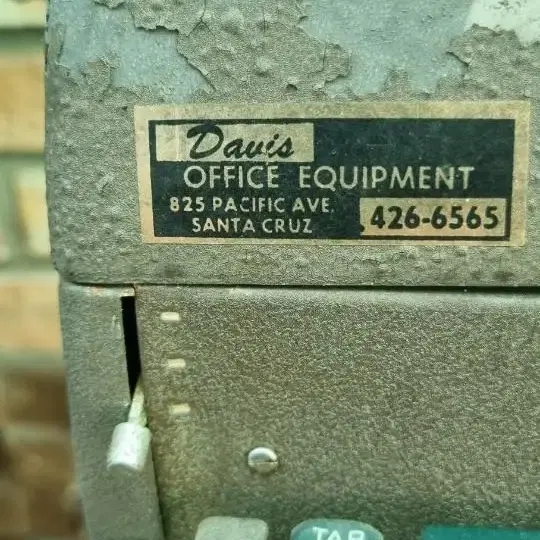 Davis
OFFICE EQUIPMENT
825 PACIFIC AVE.
SANTA CRUZ
426-6565
TAB